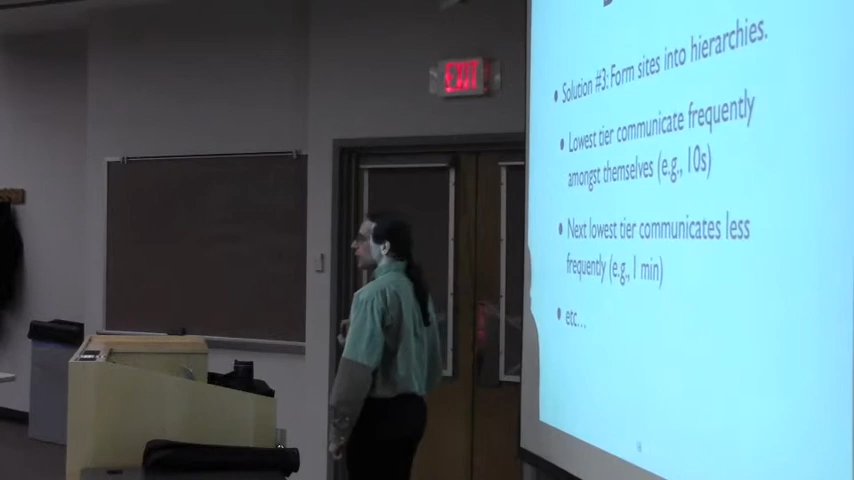 EXIT
• Solution #3: Form sites into hierarchies.
• Lowest tier communicate frequently
amongst themselves (e.g., 10s)
• Next lowest tier communicates less
frequently (e.g., 1 min)
• etc...